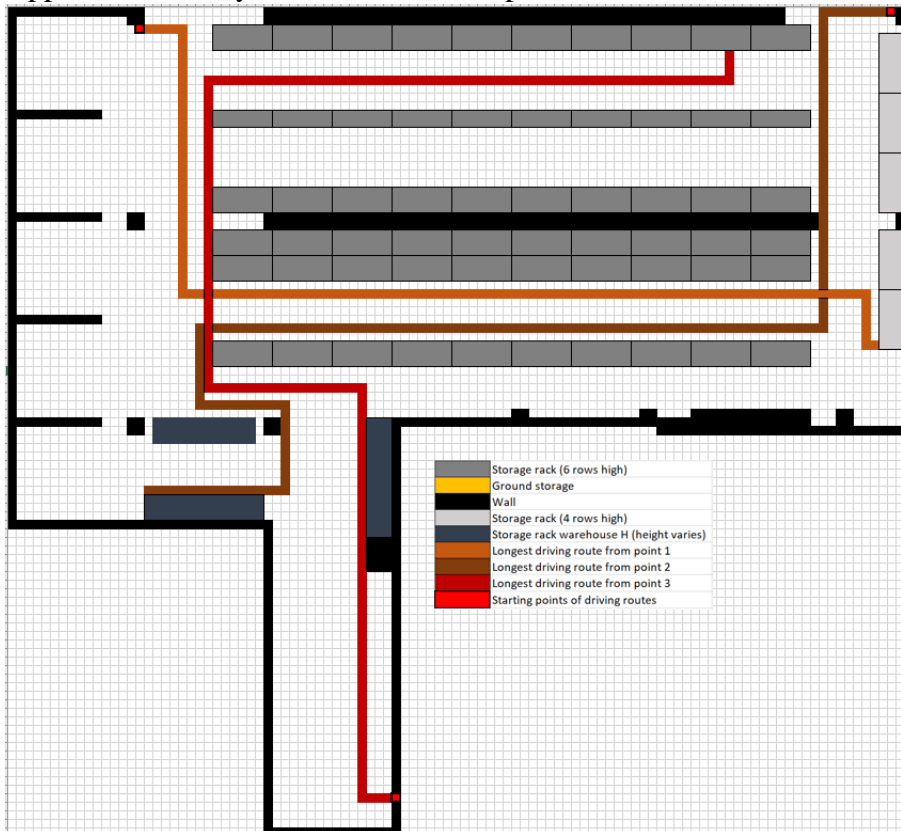 Storage rack (6 rows high)
Ground storage
Wall
Storage rack (4 rows high)
Storage rack warehouse H (height varies)
Longest driving route from point 1
Longest driving route from point 2
Longest driving route from point 3
Starting points of driving routes